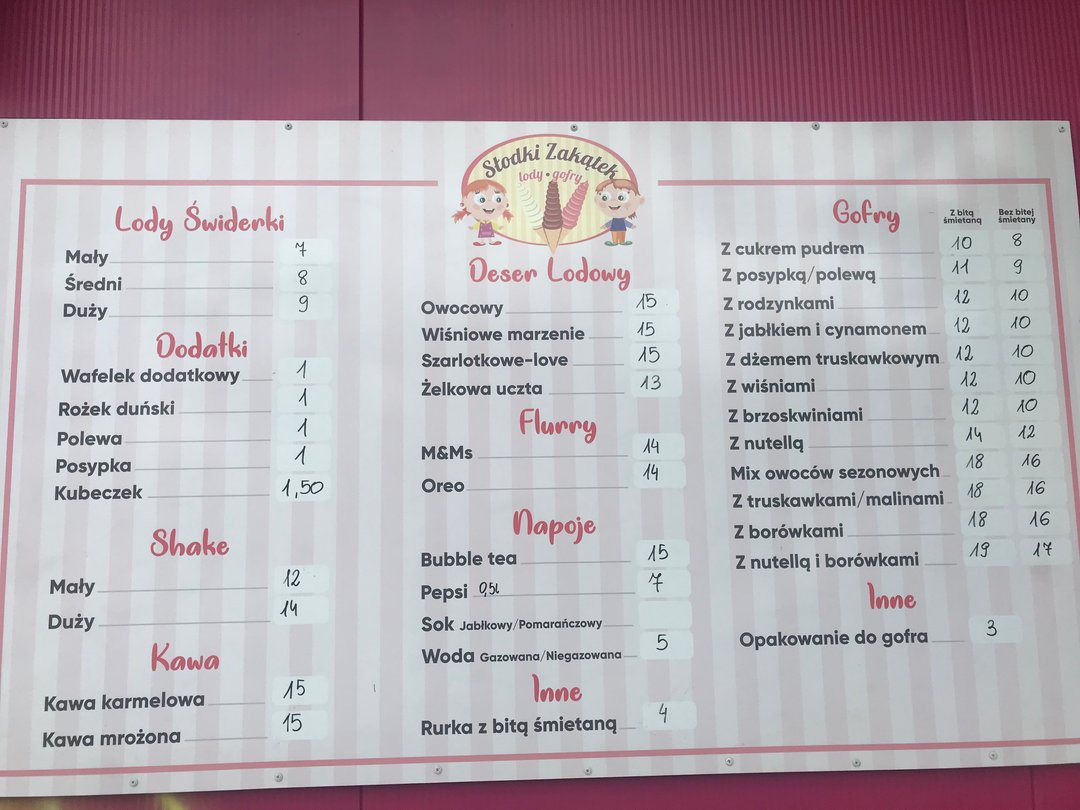 Słodki Zakątek
lody • gofry
Lody Świderki
Mały 7
Średni 8
Duży 9
Dodatki
Wafelek dodatkowy 1
Rożek duński 1
Polewa 1
Posypka 1
Kubeczek 1,50
Shake
Mały 12
Duży 14
Kawa
Kawa karmelowa 15
Kawa mrożona 15
Deser Lodowy
Owocowy 15
Wiśniowe marzenie 15
Szarlotkowe-love 15
Żelkowa uczta 13
Flurry
M&Ms 14
Oreo 14
Napoje
Bubble tea 15
Pepsi 0,5l 7
Sok Jabłkowy/Pomarańczowy
Woda Gazowana/Niegazowana 5
Inne
Rurka z bitą śmietaną 4
Gofry
Z bitą śmietaną
Bez bitej śmietany
Z cukrem pudrem 10 8
Z posypką/polewą 11 9
Z rodzynkami 12 10
Z jabłkiem i cynamonem 12 10
Z dżemem truskawkowym 12 10
Z wiśniami 12 10
Z brzoskwiniami 12 10
Z nutellą 14 12
Mix owoców sezonowych 18 16
Z truskawkami/malinami 18 16
Z borówkami 18 16
Z nutellą i borówkami 19 17
Inne
Opakowanie do gofra 3